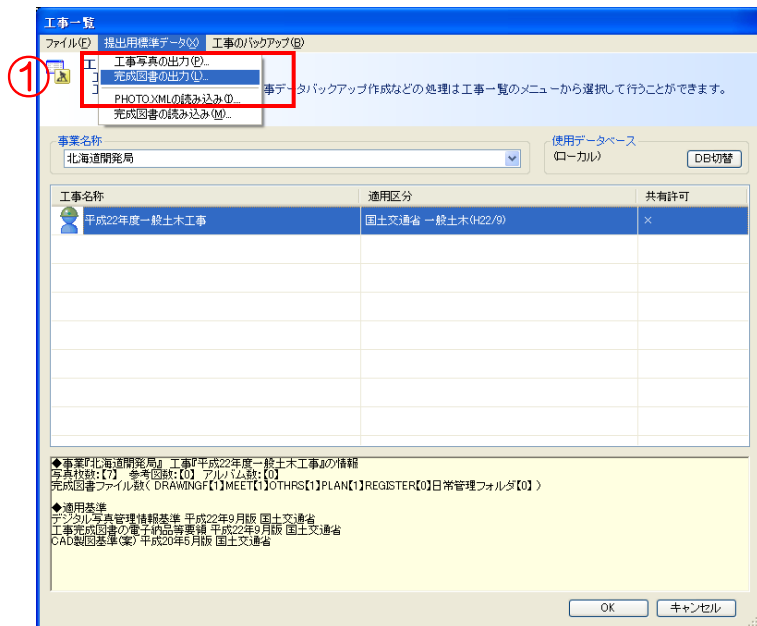 工事一覧
ファイル(F) 提出用標準データ(X) 工事のバックアップ(B)
①
工事写真の出力(P)...
完成図書の出力(L)...
PHOTO.XMLの読み込み(I)...
完成図書の読み込み(M)...
工
事データバックアップ作成などの処理は工事一覧のメニューから選択して行うことができます。
事業名称
北海道開発局
使用データベース
(ローカル)
DB切替
工事名称 適用区分 共有許可
平成22年度一般土木工事 国土交通省 一般土木(H22/9) ×
◆事業『北海道開発局』 工事『平成22年度一般土木工事』の情報
写真枚数:【7】 参考図数:【0】 アルバム数:【0】
完成図書ファイル数( DRAWINGF【1】MEET【1】OTHRS【1】PLAN【1】REGISTER【0】日常管理フォルダ【0】 )
◆適用基準
デジタル写真管理情報基準 平成22年9月版 国土交通省
工事完成図書の電子納品等要領 平成22年9月版 国土交通省
CAD製図基準(案) 平成20年5月版 国土交通省
OK キャンセル